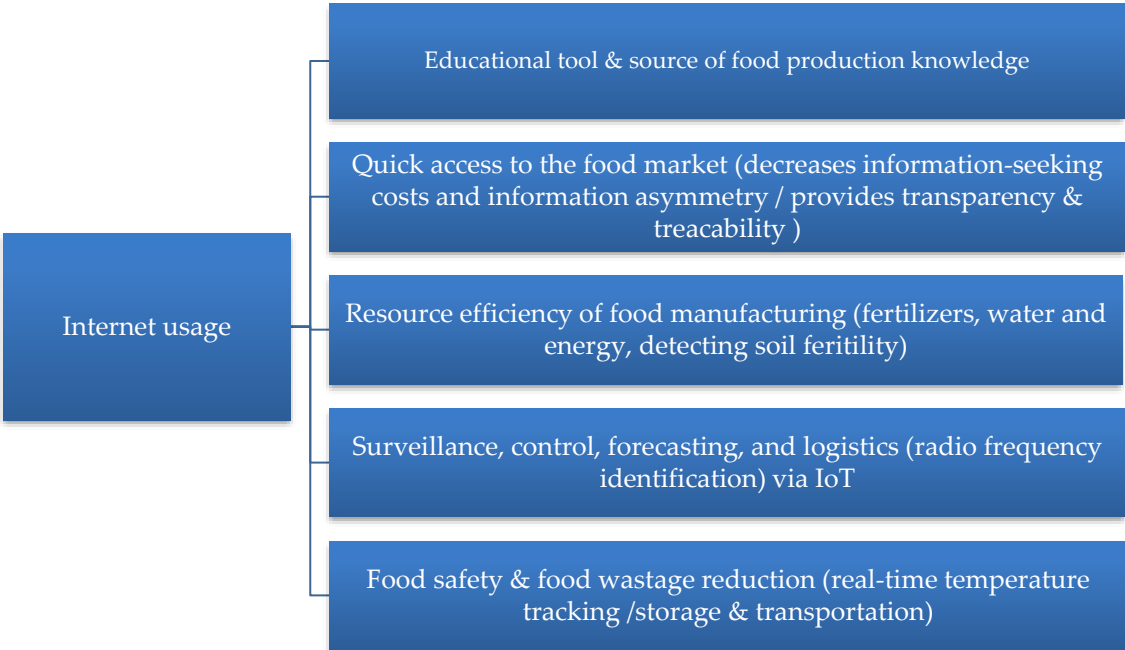 Educational tool & source of food production knowledge
Quick access to the food market (decreases information-seeking
costs and information asymmetry / provides transparency &
treacability )
Internet usage
Resource efficiency of food manufacturing (fertilizers, water and
energy, detecting soil feritility)
Surveillance, control, forecasting, and logistics (radio frequency
identification) via IoT
Food safety & food wastage reduction (real-time temperature
tracking /storage & transportation)